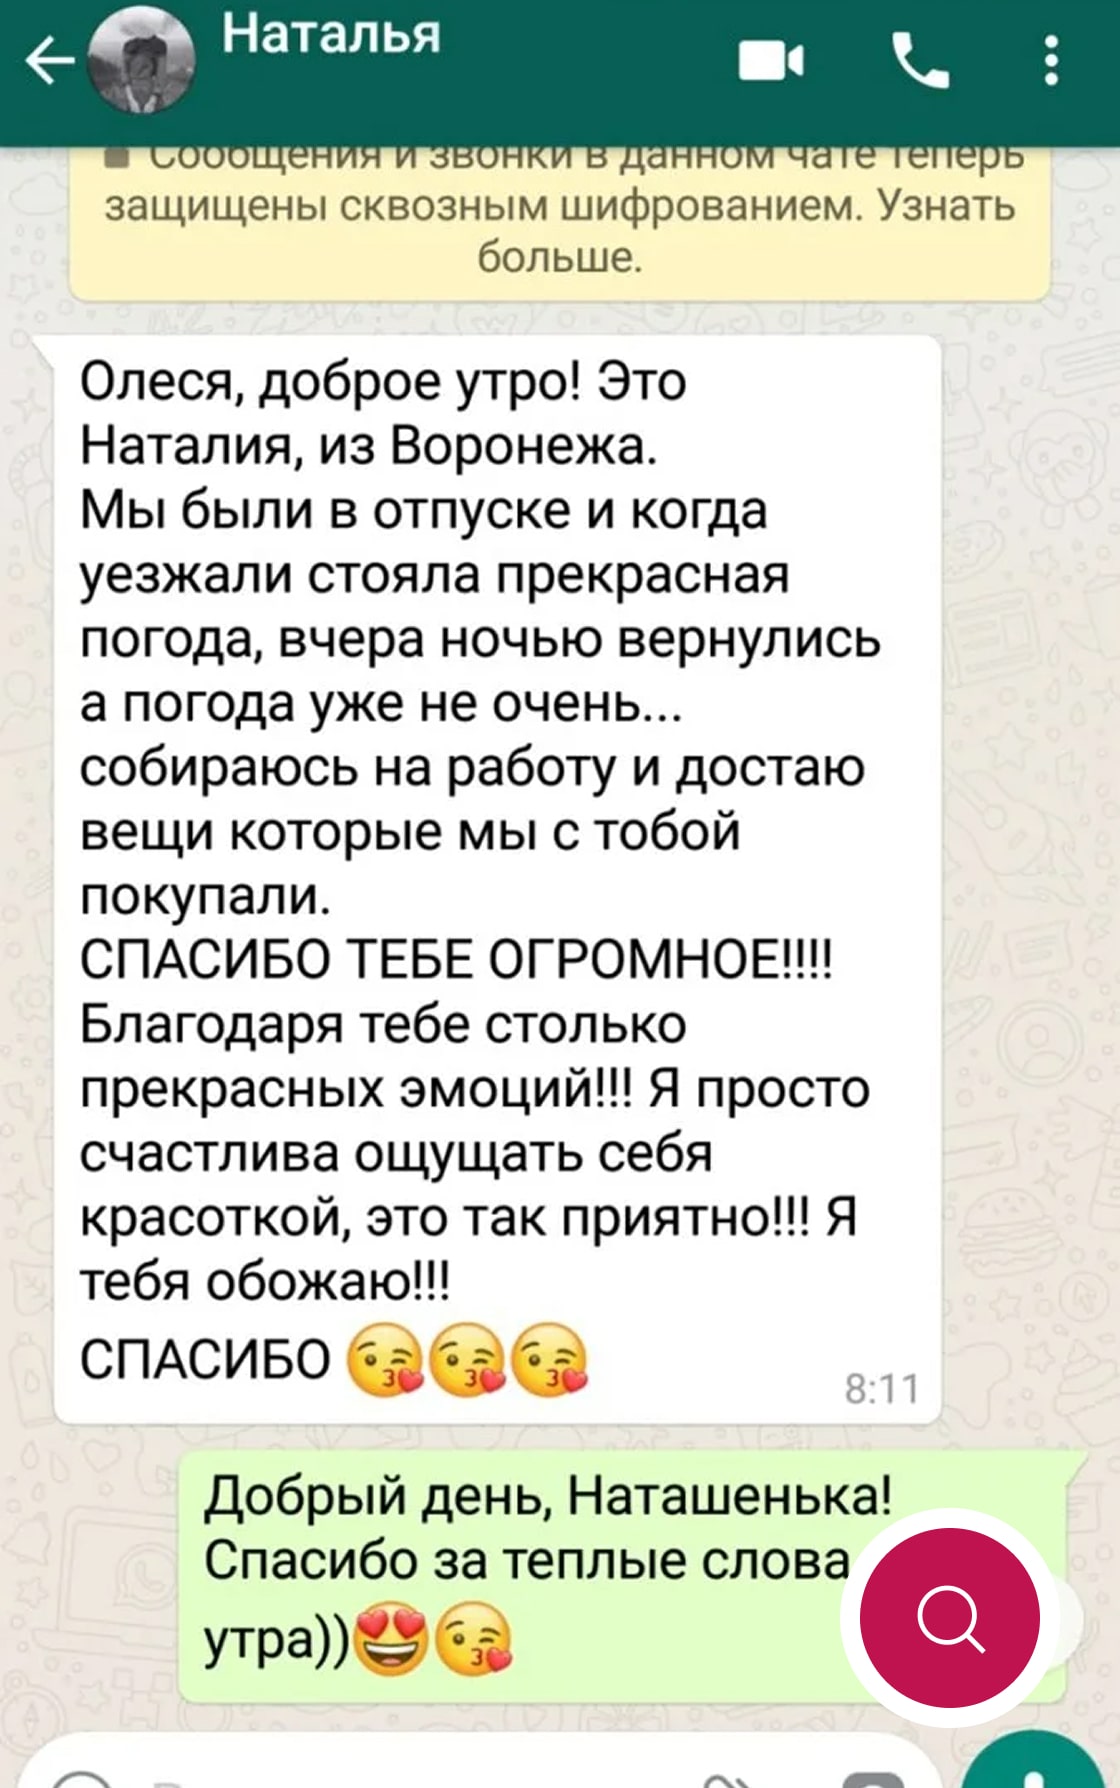 Наталья
Сообщения и звонки в данном чате теперь
защищены сквозным шифрованием. Узнать
больше.
Олеся, доброе утро! Это
Наталия, из Воронежа.
Мы были в отпуске и когда
уезжали стояла прекрасная
погода, вчера ночью вернулись
а погода уже не очень...
собираюсь на работу и достаю
вещи которые мы с тобой
покупали.
СПАСИБО ТЕБЕ ОГРОМНОЕ!!!!
Благодаря тебе столько
прекрасных эмоций!!! Я просто
счастлива ощущать себя
красоткой, это так приятно!!! Я
тебя обожаю!!!
СПАСИБО 😘😘😘
8:11
Добрый день, Наташенька!
Спасибо за теплые слова
утра))😍😘